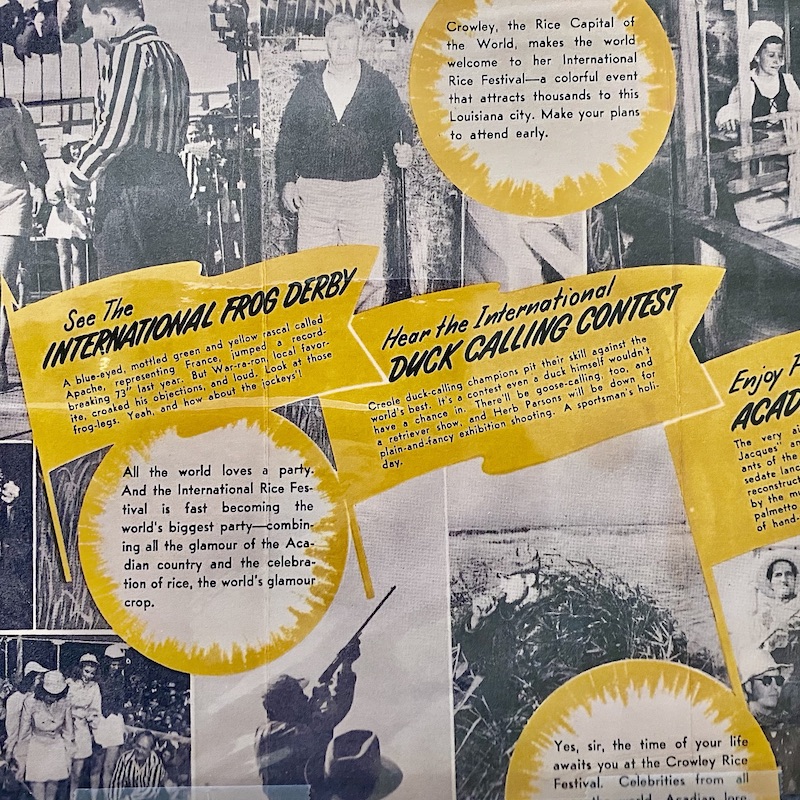 Crowley, the Rice Capital of
the World, makes the world
welcome to her International
Rice Festival—a colorful event
that attracts thousands to this
Louisiana city. Make your plans
to attend early.
See The
INTERNATIONAL FROG DERBY
A blue-eyed, mottled green and yellow rascal called
Apache, representing France, jumped a record-
breaking 73" last year. But War-ra-ron, local favor-
ite, croaked his objections, and loud. Look at those
frog-legs. Yeah, and how about the jockeys'!
Hear the International
DUCK CALLING CONTEST
Creole duck-calling champions pit their skill against the
world's best. It's a contest even a duck himself wouldn't
have a chance in. There'll be goose-calling, too, and
a retriever show, and Herb Parsons will be down for
plain-and-fancy exhibition shooting. A sportsman's holi-
day.
Enjoy
ACAD
The very
Jacques" an
ants of the
sedate lanc
reconstruct
by the mu
palmetto
of hand-
All the world loves a party.
And the International Rice Fes-
tival is fast becoming the
world's biggest party—combin-
ing all the glamour of the Aca-
dian country and the celebra-
tion of rice, the world's glamour
crop.
Yes, sir, the time of your life
awaits you at the Crowley Rice
Festival. Celebrities from all
world, Acadian lore,